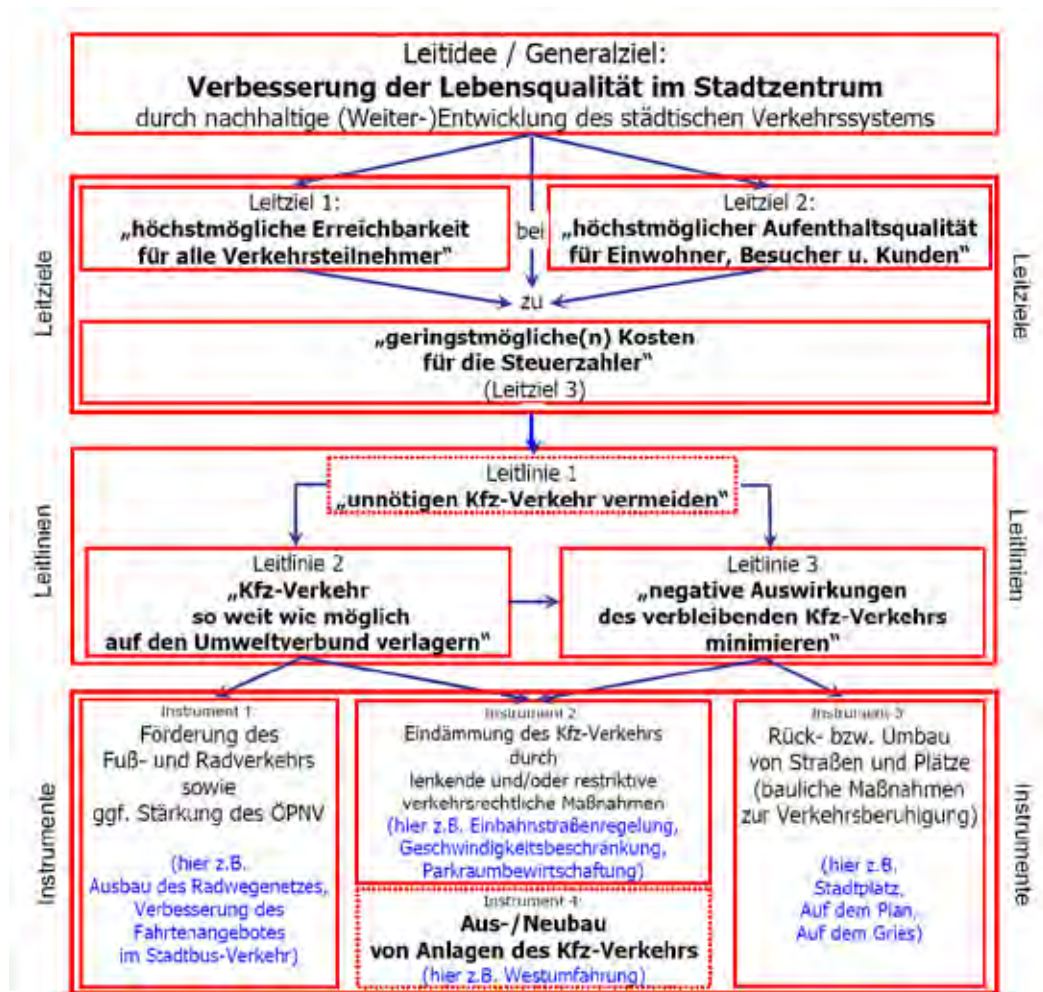 Leitidee / Generalziel:
Verbesserung der Lebensqualität im Stadtzentrum
durch nachhaltige (Weiter-)Entwicklung des städtischen Verkehrssystems
Leitziele
Leitziel 1:
„höchstmögliche Erreichbarkeit
für alle Verkehrsteilnehmer“
bei
Leitziel 2:
„höchstmöglicher Aufenthaltsqualität
für Einwohner, Besucher u. Kunden“
Leitziele
zu
„geringstmögliche(n) Kosten
für die Steuerzahler“
(Leitziel 3)
Leitlinien
Leitlinie 1
„unnötigen Kfz-Verkehr vermeiden“
Leitlinien
Leitlinie 2
„Kfz-Verkehr
so weit wie möglich
auf den Umweltverbund verlagern“
Leitlinie 3
„negative Auswirkungen
des verbleibenden Kfz-Verkehrs
minimieren“
Instrumente
Instrument 1:
Förderung des
Fuß- und Radverkehrs
sowie
ggf. Stärkung des ÖPNV
(hier z.B.
Ausbau des Radwegenetzes,
Verbesserung des
Fahrtenangebotes
im Stadtbus-Verkehr)
Instrument 2:
Eindämmung des Kfz-Verkehrs
durch
lenkende und/oder restriktive
verkehrsrechtliche Maßnahmen
(hier z.B. Einbahnstraßenregelung,
Geschwindigkeitsbeschränkung,
Parkraumbewirtschaftung)
Instrument 4:
Aus-/Neubau
von Anlagen des Kfz-Verkehrs
(hier z.B. Westumfahrung)
Instrument 3:
Rück- bzw. Umbau
von Straßen und Plätze
(bauliche Maßnahmen
zur Verkehrsberuhigung)
(hier z.B.
Stadtplatz,
Auf dem Plan,
Auf dem Gries)
Instrumente